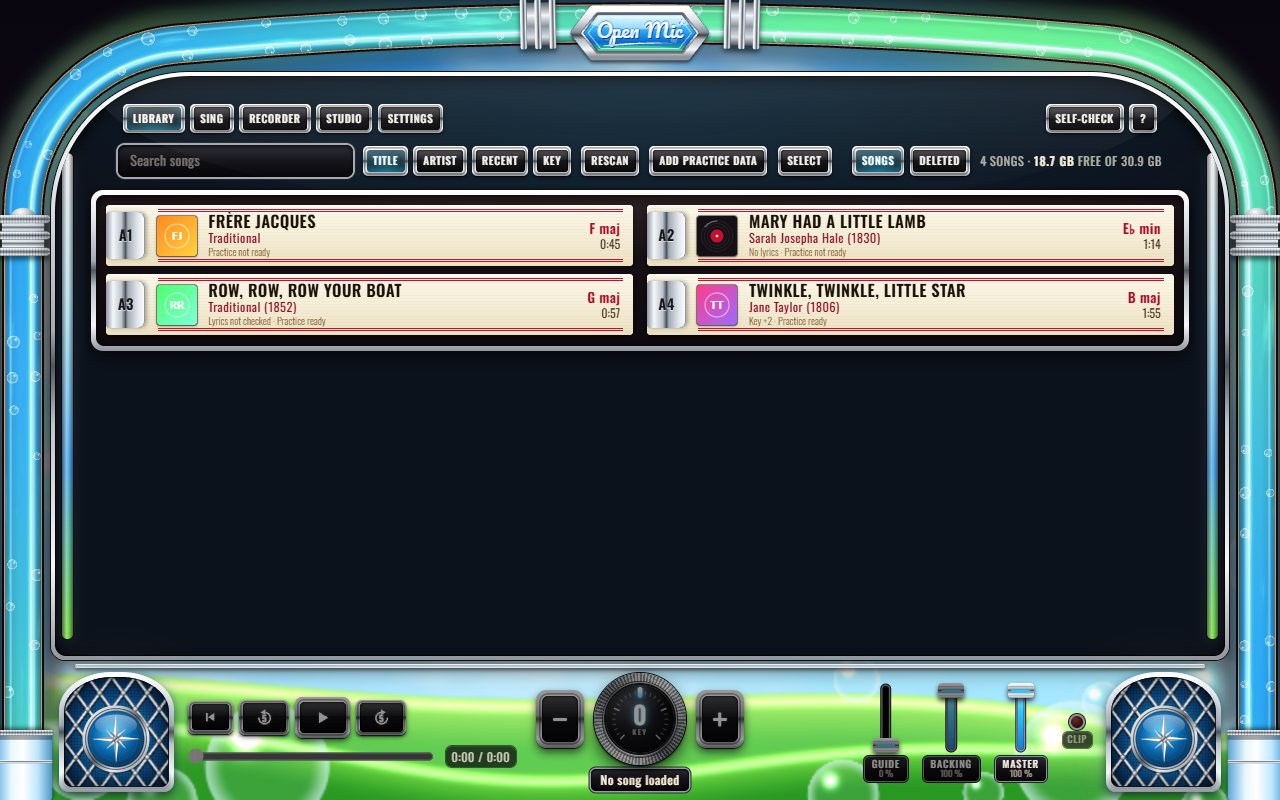 Open Mic
LIBRARY SING RECORDER STUDIO SETTINGS SELF-CHECK ?
Search songs TITLE ARTIST RECENT KEY RESCAN ADD PRACTICE DATA SELECT SONGS DELETED 4 SONGS · 18.7 GB FREE OF 30.9 GB
A1 FJ FRÈRE JACQUES
Traditional
Practice not ready
F maj
0:45
A2 MARY HAD A LITTLE LAMB
Sarah Josepha Hale (1830)
No lyrics · Practice not ready
E♭ min
1:14
A3 RR ROW, ROW, ROW YOUR BOAT
Traditional (1852)
Lyrics not checked · Practice ready
G maj
0:57
A4 TT TWINKLE, TWINKLE, LITTLE STAR
Jane Taylor (1806)
Key +2 · Practice ready
B maj
1:55
5 5
0:00 / 0:00
− 0 +
KEY
No song loaded
GUIDE
0 %
BACKING
100 %
MASTER
100 %
CLIP